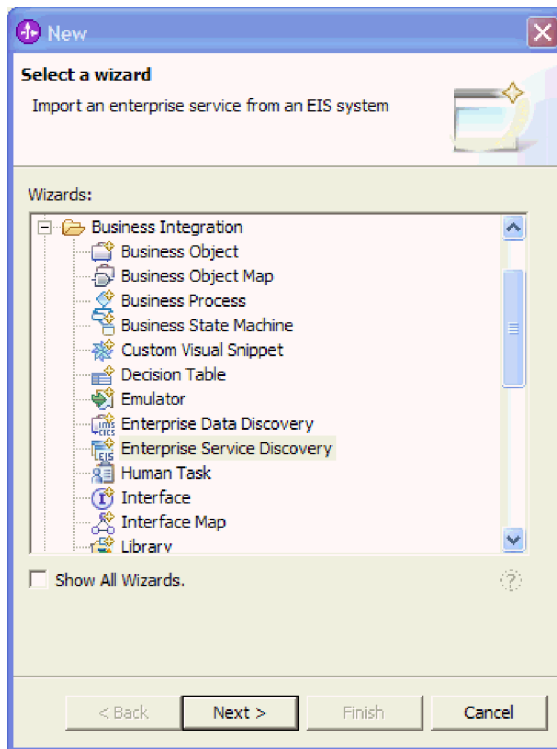 New
Select a wizard
Import an enterprise service from an EIS system
Wizards:
Business Integration
Business Object
Business Object Map
Business Process
Business State Machine
Custom Visual Snippet
Decision Table
Emulator
Enterprise Data Discovery
Enterprise Service Discovery
Human Task
Interface
Interface Map
Library
Show All Wizards.
< Back Next > Finish Cancel